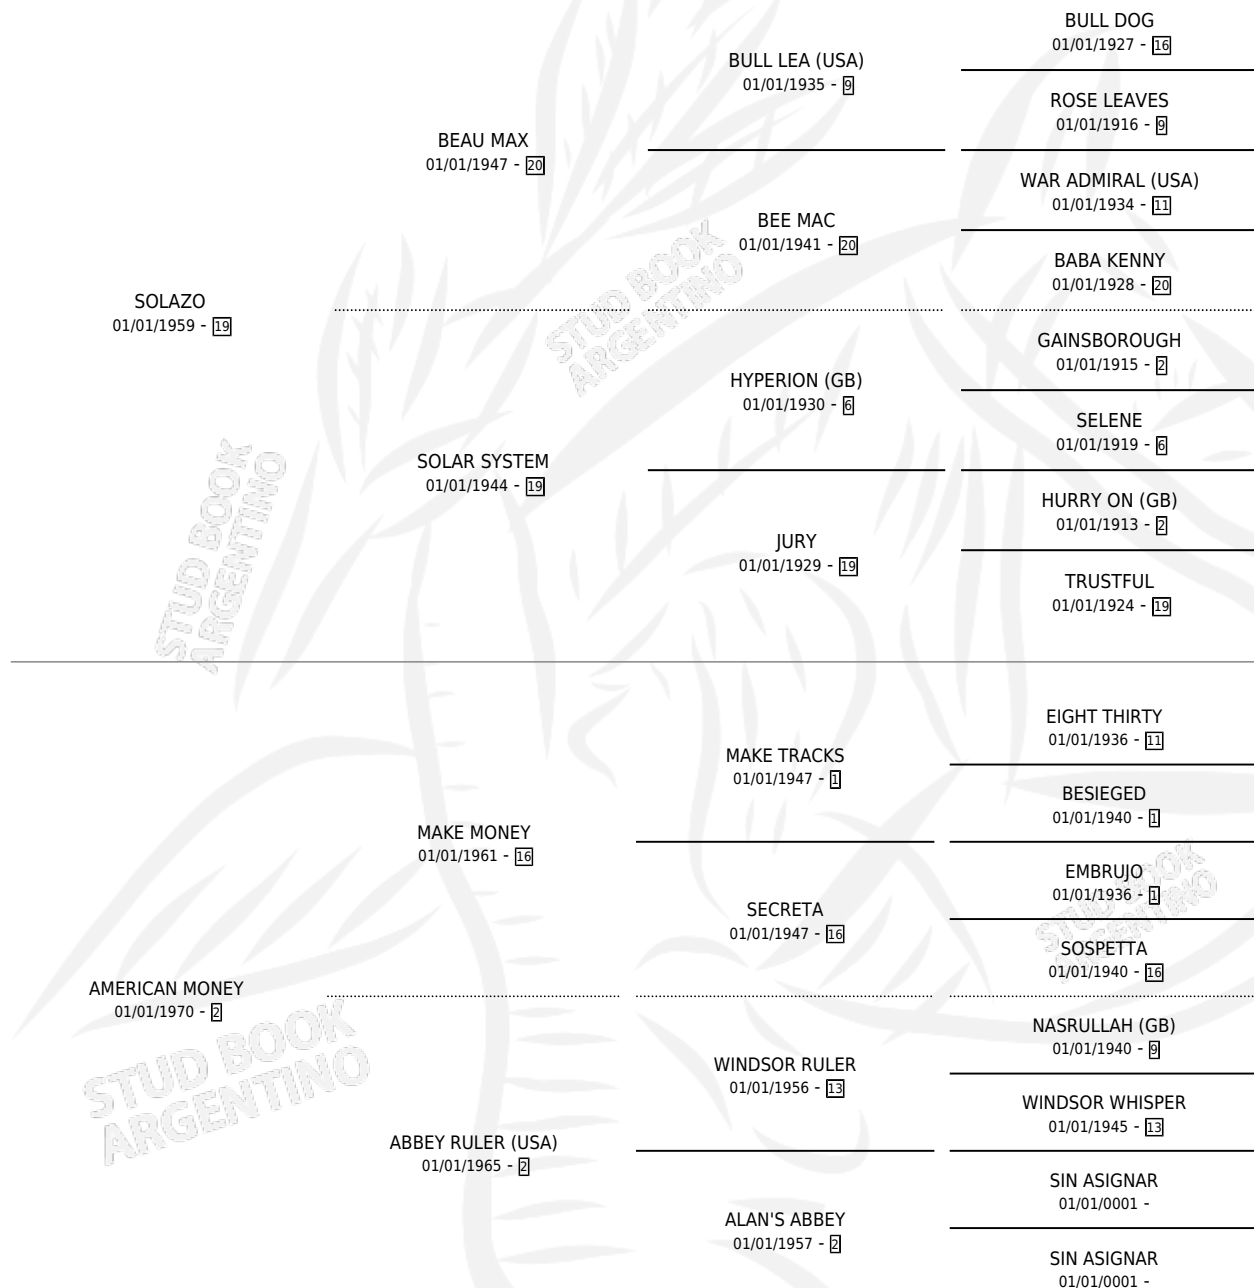 BULL DOG
01/01/1927 - 16
BULL LEA (USA)
01/01/1935 - 9
ROSE LEAVES
01/01/1916 - 9
BEAU MAX
01/01/1947 - 20
WAR ADMIRAL (USA)
01/01/1934 - 11
BEE MAC
01/01/1941 - 20
BABA KENNY
01/01/1928 - 20
SOLAZO
01/01/1959 - 19
STUD BOOK
ARGENTINO
GAINSBOROUGH
01/01/1915 - 2
HYPERION (GB)
01/01/1930 - 6
SELENE
01/01/1919 - 6
SOLAR SYSTEM
01/01/1944 - 19
HURRY ON (GB)
01/01/1913 - 2
JURY
01/01/1929 - 19
TRUSTFUL
01/01/1924 - 19
STUD BOOK
ARGENTINO
EIGHT THIRTY
01/01/1936 - 11
MAKE TRACKS
01/01/1947 - 1
BESIEGED
01/01/1940 - 1
MAKE MONEY
01/01/1961 - 16
EMBRUJO
01/01/1936 - 1
STUD BOOK
ARGENTINO
SECRETA
01/01/1947 - 16
SOSPETTA
01/01/1940 - 16
AMERICAN MONEY
01/01/1970 - 2
NASRULLAH (GB)
01/01/1940 - 9
STUD BOOK
ARGENTINO
WINDSOR RULER
01/01/1956 - 13
WINDSOR WHISPER
01/01/1945 - 13
ABBEY RULER (USA)
01/01/1965 - 2
SIN ASIGNAR
01/01/0001 -
ALAN'S ABBEY
01/01/1957 - 2
SIN ASIGNAR
01/01/0001 -